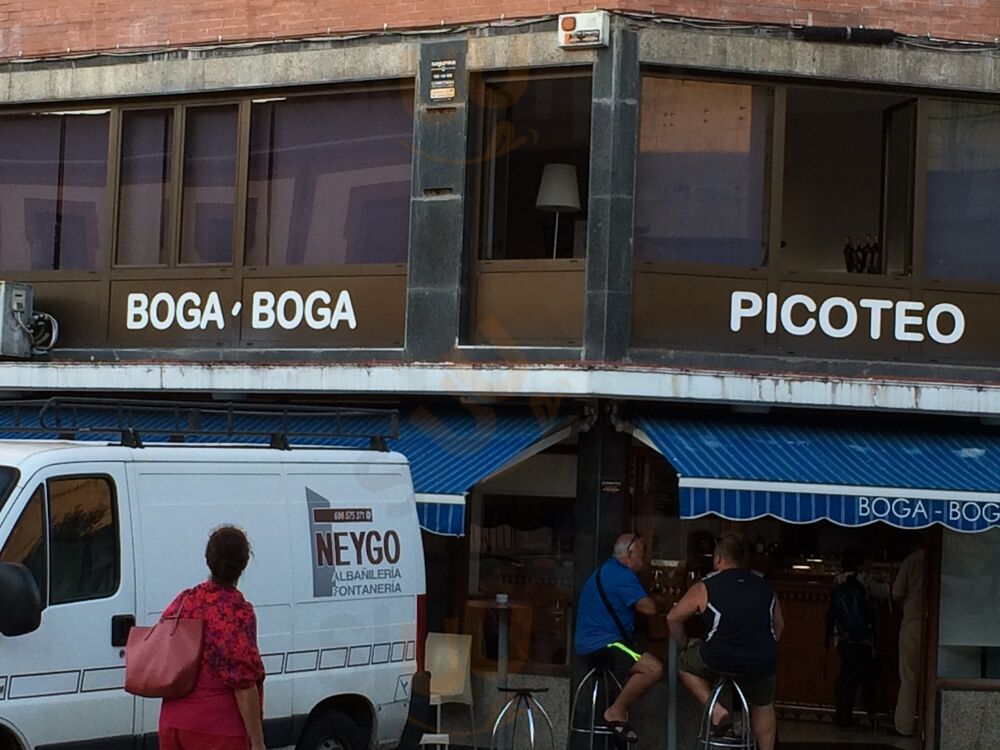 BOGA ' BOGA
PICOTEO
BOGA - BOG
NEYGO
ALBAÑILERÍA
FONTANERÍA